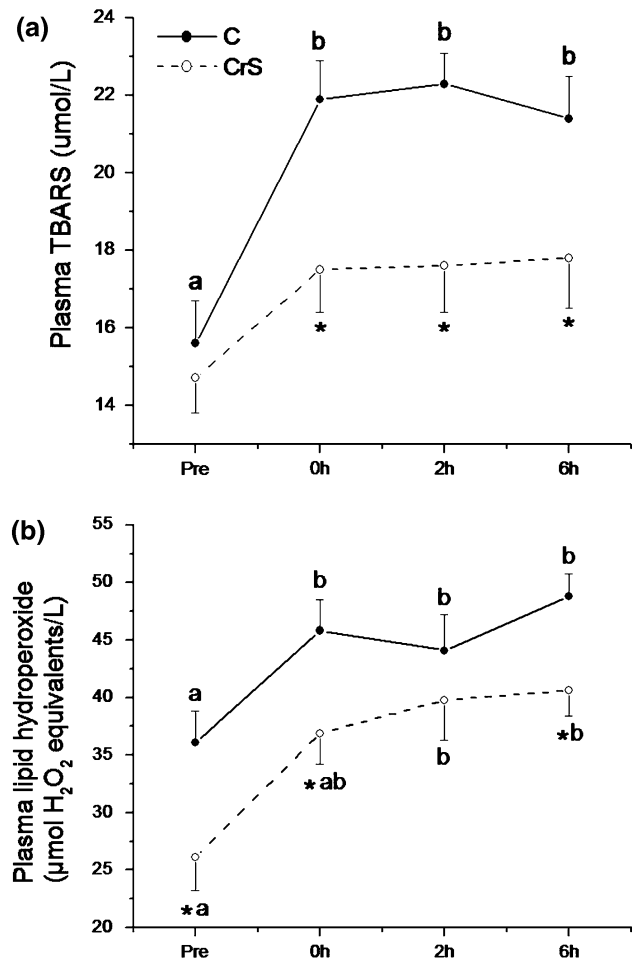 (a)
C
CrS
Plasma TBARS (umol/L)
24
22
20
18
16
14
a
b
b
b
*
*
*
Pre
0h
2h
6h
(b)
Plasma lipid hydroperoxide
(µmol H₂O₂ equivalents/L)
55
50
45
40
35
30
25
20
a
b
b
b
*a
*ab
b
*b
Pre
0h
2h
6h